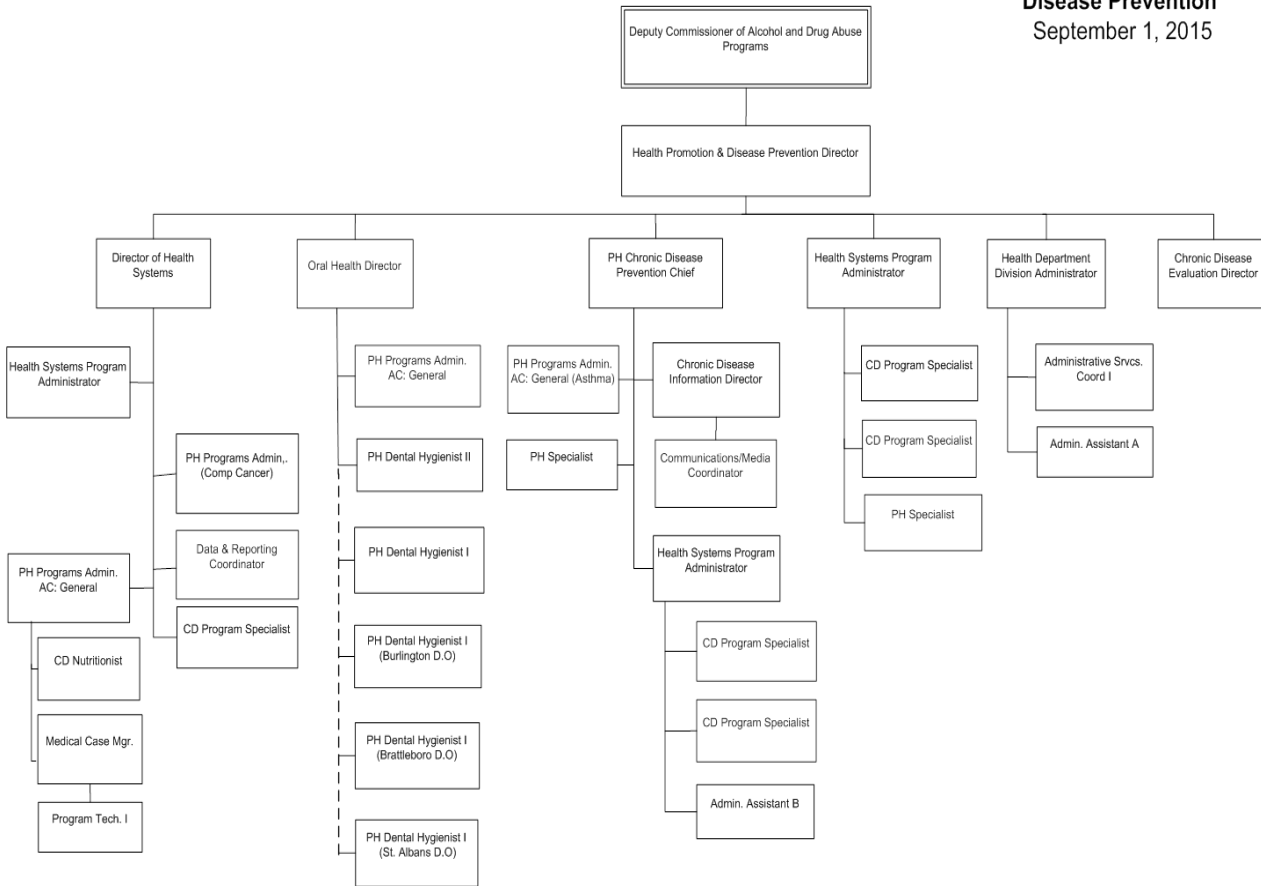 Disease Prevention
September 1, 2015
Deputy Commissioner of Alcohol and Drug Abuse
Programs
Health Promotion & Disease Prevention Director
Director of Health
Systems
Oral Health Director
PH Chronic Disease
Prevention Chief
Health Systems Program
Administrator
Health Department
Division Administrator
Chronic Disease
Evaluation Director
Health Systems Program
Administrator
PH Programs Admin,.
(Comp Cancer)
Data & Reporting
Coordinator
PH Programs Admin.
AC: General
CD Program Specialist
CD Nutritionist
Medical Case Mgr.
Program Tech. I
PH Programs Admin.
AC: General
PH Dental Hygienist II
PH Dental Hygienist I
PH Dental Hygienist I
(Burlington D.O)
PH Dental Hygienist I
(Brattleboro D.O)
PH Dental Hygienist I
(St. Albans D.O)
PH Programs Admin.
AC: General (Asthma)
Chronic Disease
Information Director
PH Specialist
Communications/Media
Coordinator
Health Systems Program
Administrator
CD Program Specialist
CD Program Specialist
Admin. Assistant B
CD Program Specialist
CD Program Specialist
PH Specialist
Administrative Srvcs.
Coord I
Admin. Assistant A